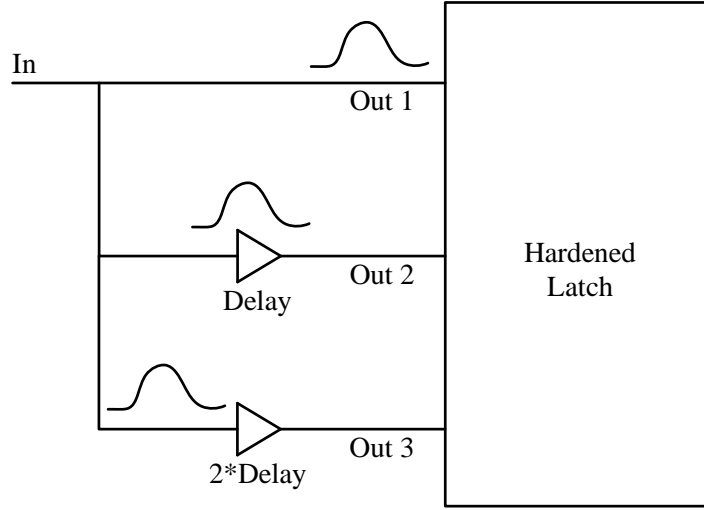 In
Out 1
Out 2
Delay
Hardened
Latch
Out 3
2*Delay